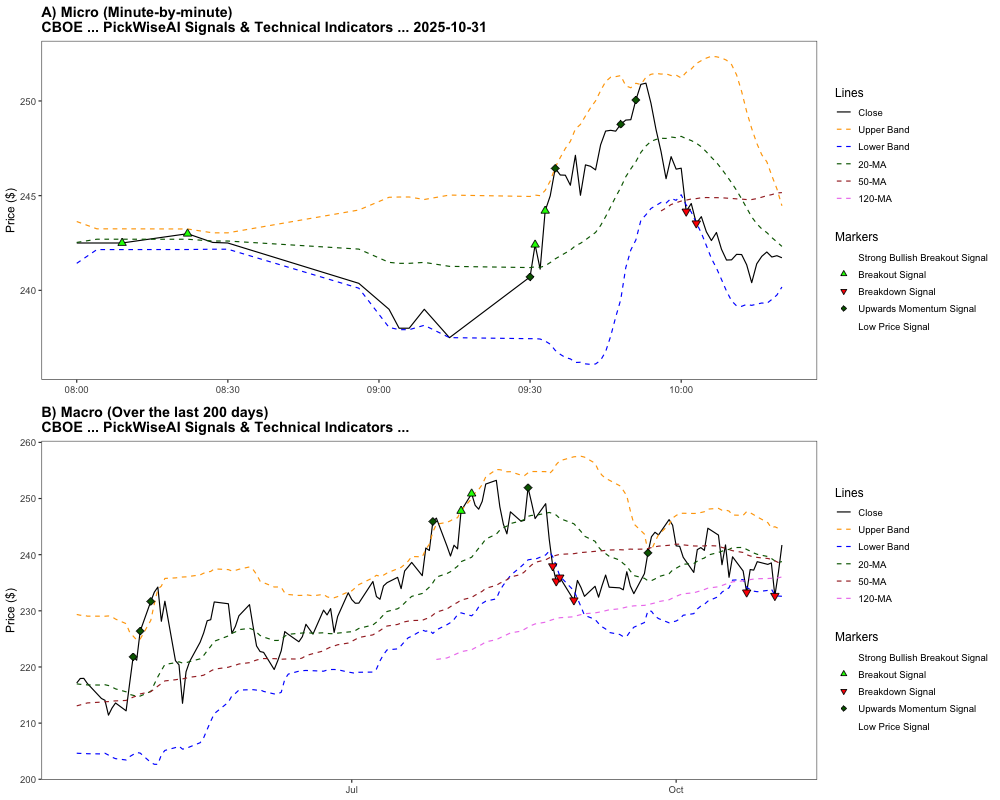 A) Micro (Minute-by-minute)
CBOE ... PickWiseAI Signals & Technical Indicators ... 2025-10-31
Price ($)
250
245
240
08:00
08:30
09:00
09:30
10:00
Lines
Close
Upper Band
Lower Band
20-MA
50-MA
120-MA
Markers
Strong Bullish Breakout Signal
Breakout Signal
Breakdown Signal
Upwards Momentum Signal
Low Price Signal
B) Macro (Over the last 200 days)
CBOE ... PickWiseAI Signals & Technical Indicators ...
Price ($)
260
250
240
230
220
210
200
Jul
Oct
Lines
Close
Upper Band
Lower Band
20-MA
50-MA
120-MA
Markers
Strong Bullish Breakout Signal
Breakout Signal
Breakdown Signal
Upwards Momentum Signal
Low Price Signal